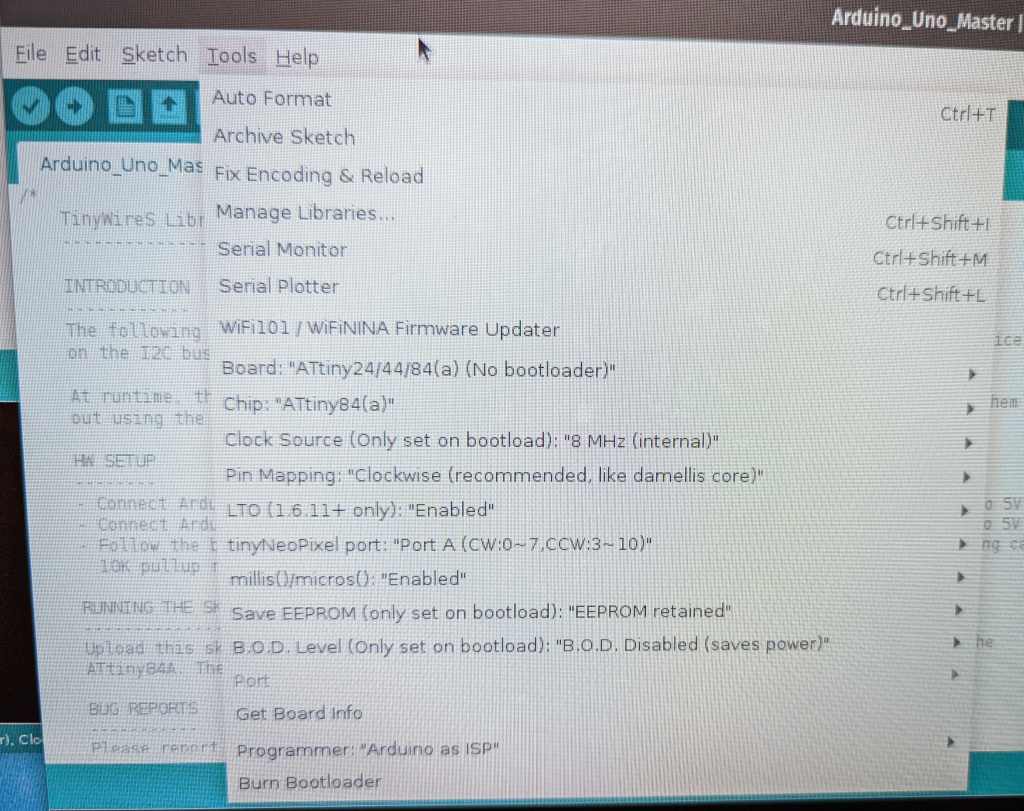 Arduino_Uno_Master |
File Edit Sketch Tools Help
Auto Format Ctrl+T
Archive Sketch
Fix Encoding & Reload
Manage Libraries... Ctrl+Shift+I
Serial Monitor Ctrl+Shift+M
Serial Plotter Ctrl+Shift+L
WiFi101 / WiFiNINA Firmware Updater
Board: "ATtiny24/44/84(a) (No bootloader)"
Chip: "ATtiny84(a)"
Clock Source (Only set on bootload): "8 MHz (internal)"
Pin Mapping: "Clockwise (recommended, like damellis core)"
LTO (1.6.11+ only): "Enabled"
tinyNeoPixel port: "Port A (CW:0~7,CCW:3~10)"
millis()/micros(): "Enabled"
Save EEPROM (only set on bootload): "EEPROM retained"
B.O.D. Level (Only set on bootload): "B.O.D. Disabled (saves power)"
Port
Get Board Info
Programmer: "Arduino as ISP"
Burn Bootloader
Arduino_Uno_Mas
/*
TinyWireS Libr
--------------
INTRODUCTION
------------
The following
on the I2C bus
At runtime, th
out using the
HW SETUP
--------
- Connect Ardu
- Connect Ardu
- Follow the
10K pullup
RUNNING THE SK
--------------
Upload this sk
ATtiny84A. The
BUG REPORTS
-----------
Please report
ice
hem
o 5V
o 5V
ng ca
he
r), Clo